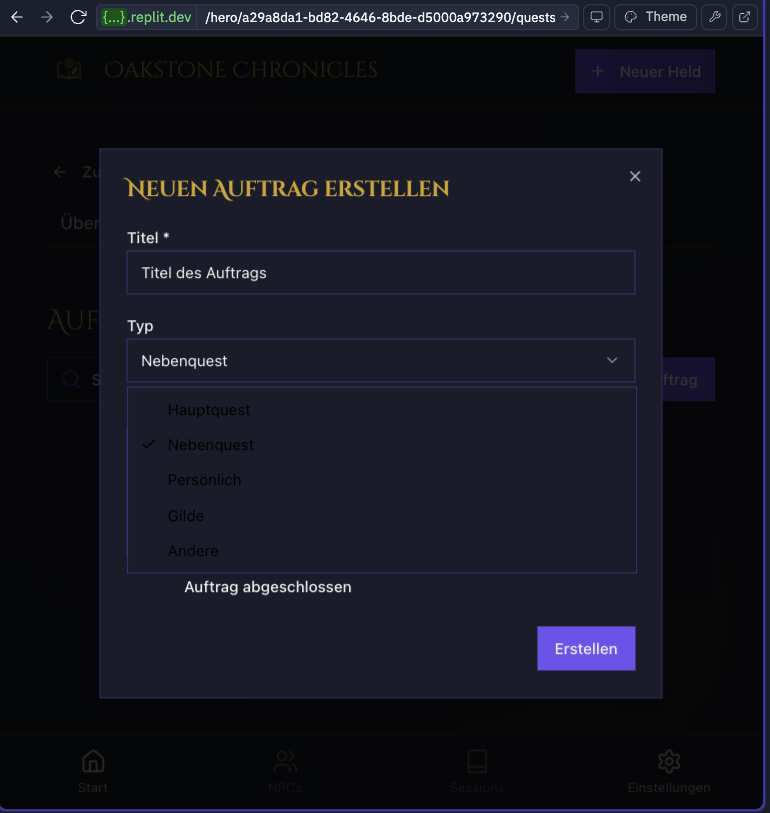 {...}.replit.dev /hero/a29a8da1-bd82-4646-8bde-d5000a973290/quests
Theme
Oakstone Chronicles
+ Neuer Held
← Zu
Über
Neuen Auftrag erstellen
Titel *
Titel des Auftrags
Auf
Typ
Nebenquest
S
ftrag
Hauptquest
Nebenquest
Persönlich
Gilde
Andere
Auftrag abgeschlossen
Erstellen
Start
NPCs
Sessions
Einstellungen